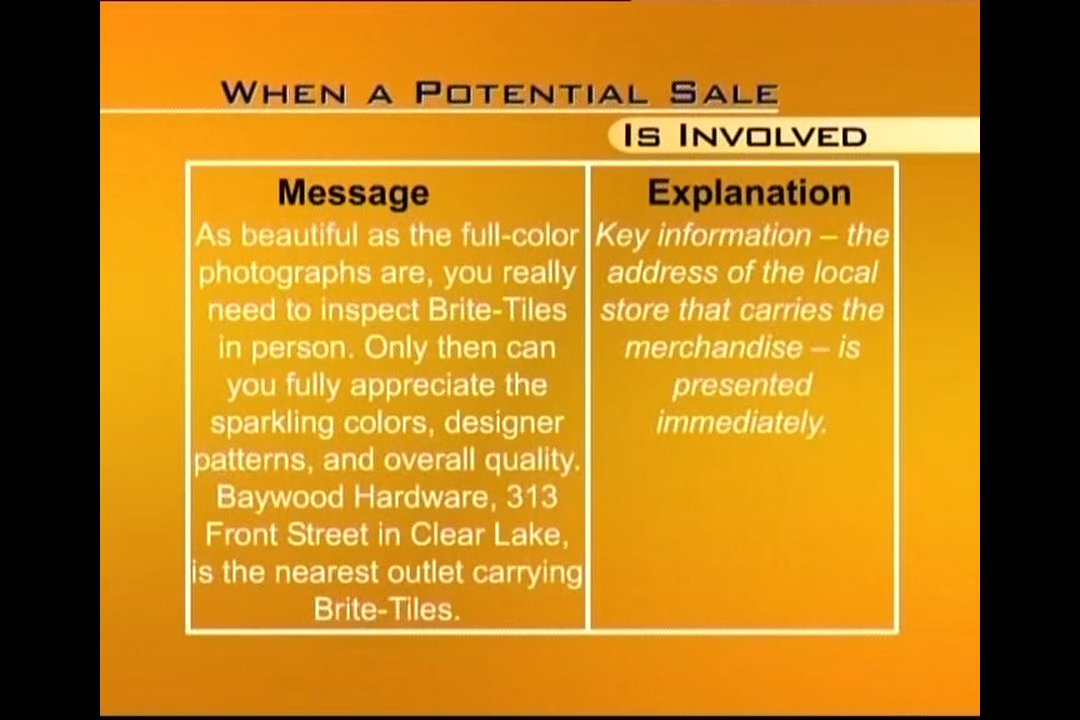 WHEN A POTENTIAL SALE
IS INVOLVED
Message
As beautiful as the full-color
photographs are, you really
need to inspect Brite-Tiles
in person. Only then can
you fully appreciate the
sparkling colors, designer
patterns, and overall quality.
Baywood Hardware, 313
Front Street in Clear Lake,
is the nearest outlet carrying
Brite-Tiles.
Explanation
Key information – the
address of the local
store that carries the
merchandise – is
presented
immediately.